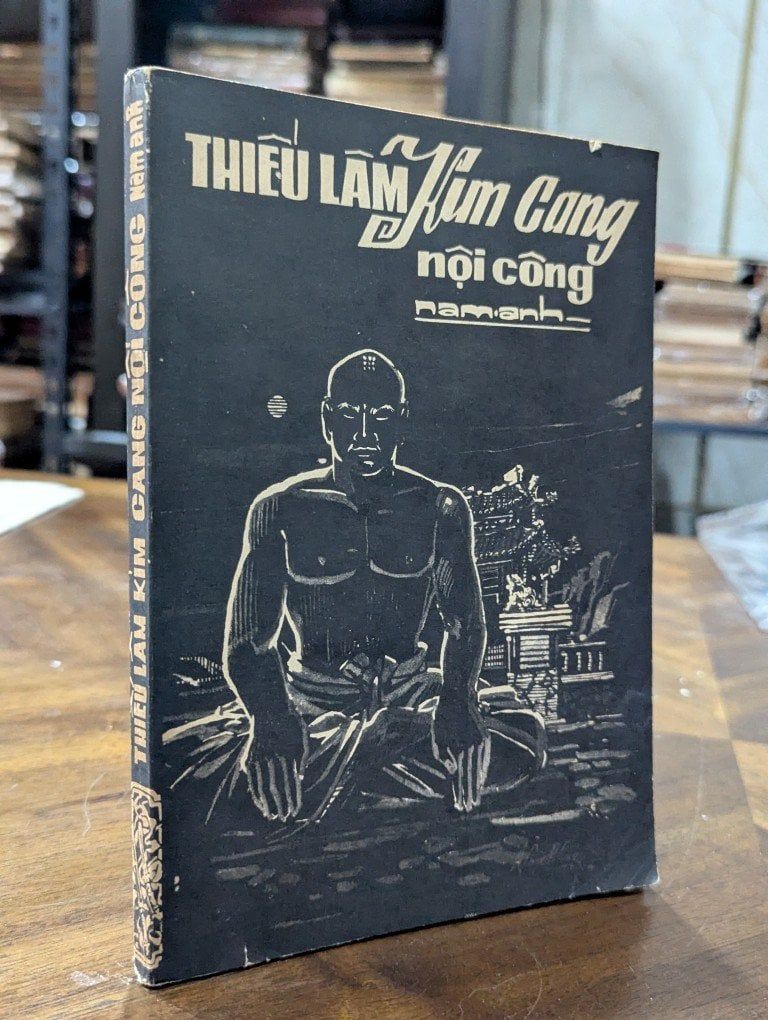 THIẾU LÂM Kim Cang
nội công
nam·anh
THIẾU LÂM KIM CANG NỘI CÔNG nam, anh